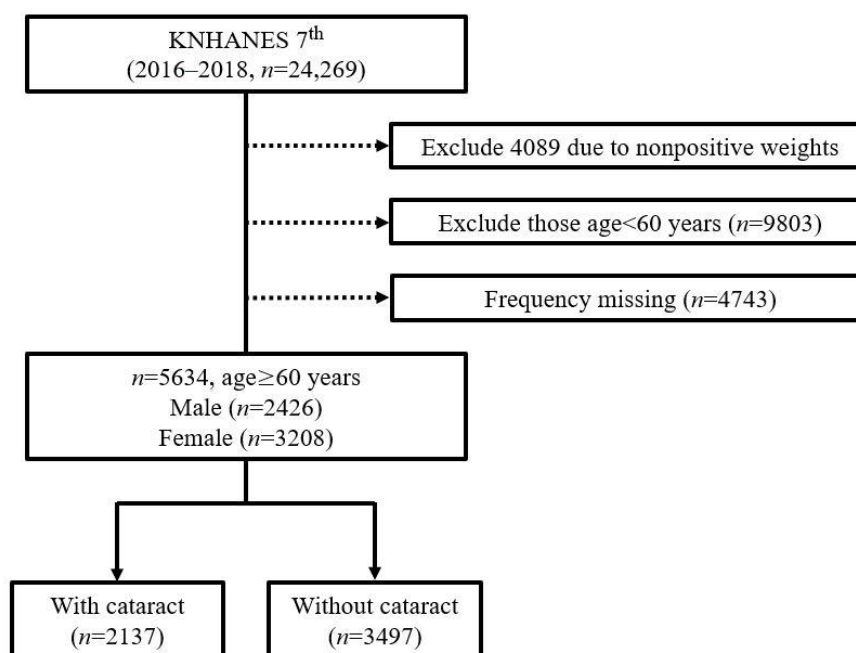 KNHANES 7th
(2016–2018, n=24,269)
Exclude 4089 due to nonpositive weights
Exclude those age<60 years (n=9803)
Frequency missing (n=4743)
n=5634, age≥60 years
Male (n=2426)
Female (n=3208)
With cataract
(n=2137)
Without cataract
(n=3497)